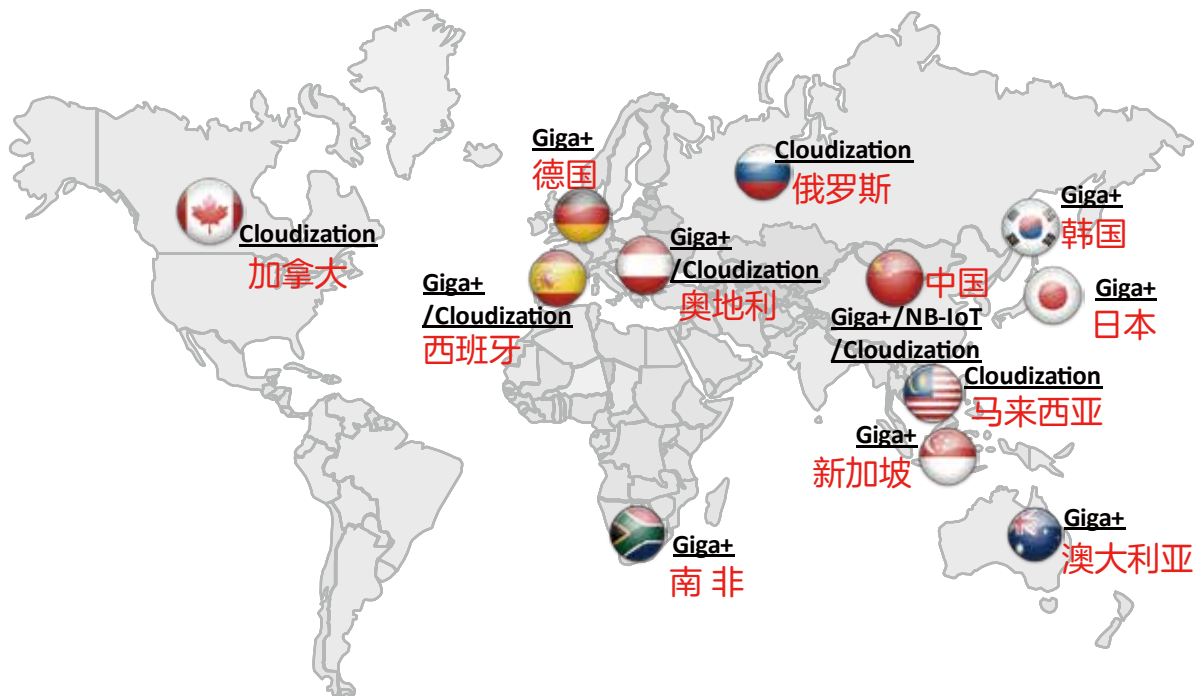 Giga+
德国
Cloudization
俄罗斯
Giga+
韩国
Cloudization
加拿大
Giga+
/Cloudization
奥地利
Giga+
/Cloudization
西班牙
中国
Giga+/NB-IoT
/Cloudization
Giga+
日本
Cloudization
马来西亚
Giga+
新加坡
Giga+
南 非
Giga+
澳大利亚